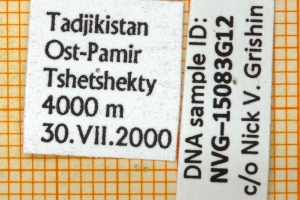 Tadjikistan
Ost-Pamir
Tshetshekty
4000 m
30.VII.2000
DNA sample ID:
NVG–15083G12
c/o Nick V. Grishin